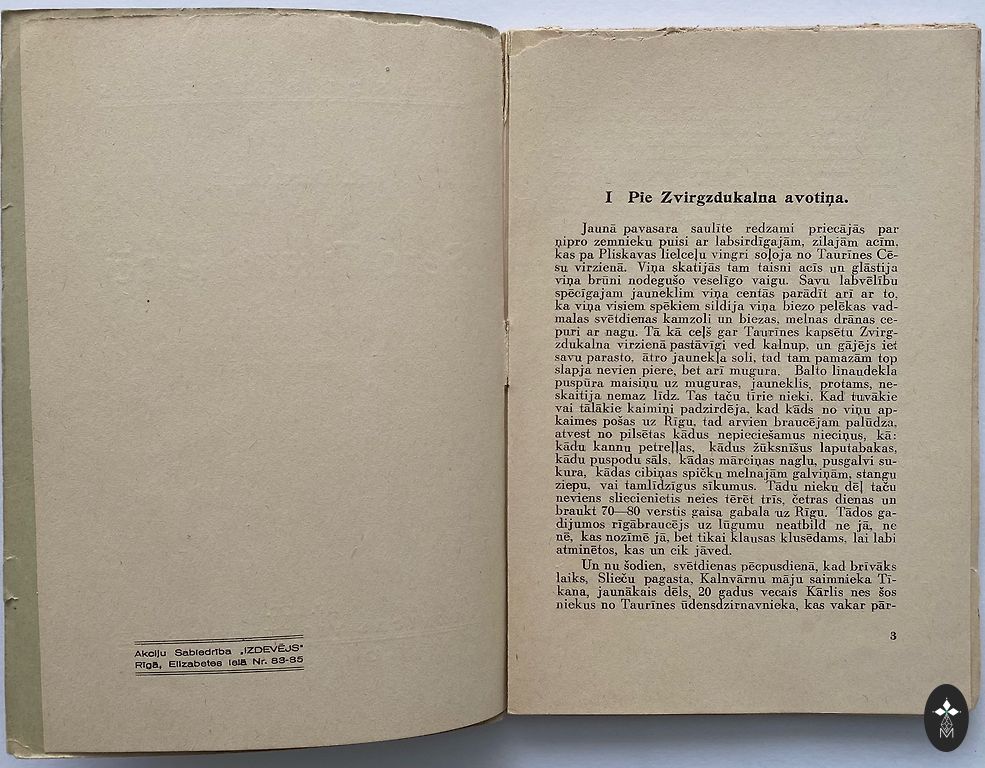 Akciju Sabiedrība „IZDEVĒJS"
Rīgā, Elizabetes ielā Nr. 83-85
I Pie Zvirgzdukalna avotiņa.
Jaunā pavasara saulīte redzami priecājās par
ņipro zemnieku puisi ar labsirdīgajām, zilajām acīm,
kas pa Pliskavas lielceļu vingri soļoja no Taurīnes Cē-
su virzienā. Viņa skatījās tam taisni acīs un glāstīja
viņa brūni nodegušo veselīgo vaigu. Savu labvēlību
spēcīgajam jauneklim viņa centās parādīt arī ar to,
ka viņa visiem spēkiem sildīja viņa biezo pelēkas vad-
malas svētdienas kamzoli un biezas, melnas drānas ce-
puri ar nagu. Tā kā ceļš gar Taurīnes kapsētu Zvirg-
zdukalna virzienā pastāvīgi ved kalnup, un gājējs iet
savu parasto, ātro jaunekļa soli, tad tam pamazām top
slapja nevien piere, bet arī mugura. Balto linaudekla
puspūra maisiņu uz muguras, jauneklis, protams, ne-
skaitīja nemaz līdz. Tas taču tīrie nieki. Kad tuvākie
vai tālākie kaimiņi padzirdēja, kad kāds no viņu ap-
kaimes pošas uz Rīgu, tad arvien braucējam palūdza,
atvest no pilsētas kādus nepieciešamus nieciņus, kā:
kādu kannu petreļļas, kādus žūksnīšus laputabakas,
kādu puspodu sāls, kādas mārciņas naglu, pusgalvi su-
kura, kādas cibiņas spičku melnajām galviņām, stangu
ziepu, vai tamlīdzīgus sīkumus. Tādu nieku dēļ taču
neviens sliecienietis neies tērēt trīs, četras dienas un
braukt 70—80 verstis gaisa gabala uz Rīgu. Tādos ga-
dījumos rīgābraucējs uz lūgumu neatbild ne jā, ne
nē, kas nozīmē jā, bet tikai klausas klusēdams, lai labi
atminētos, kas un cik jāved.
Un nu šodien, svētdienas pēcpusdienā, kad brīvāks
laiks, Slieču pagasta, Kalnvārnu māju saimnieka Tī-
kana, jaunākais dēls, 20 gadus vecais Kārlis nes šos
niekus no Taurīnes ūdensdzirnavnieka, kas vakar pār-
3
M